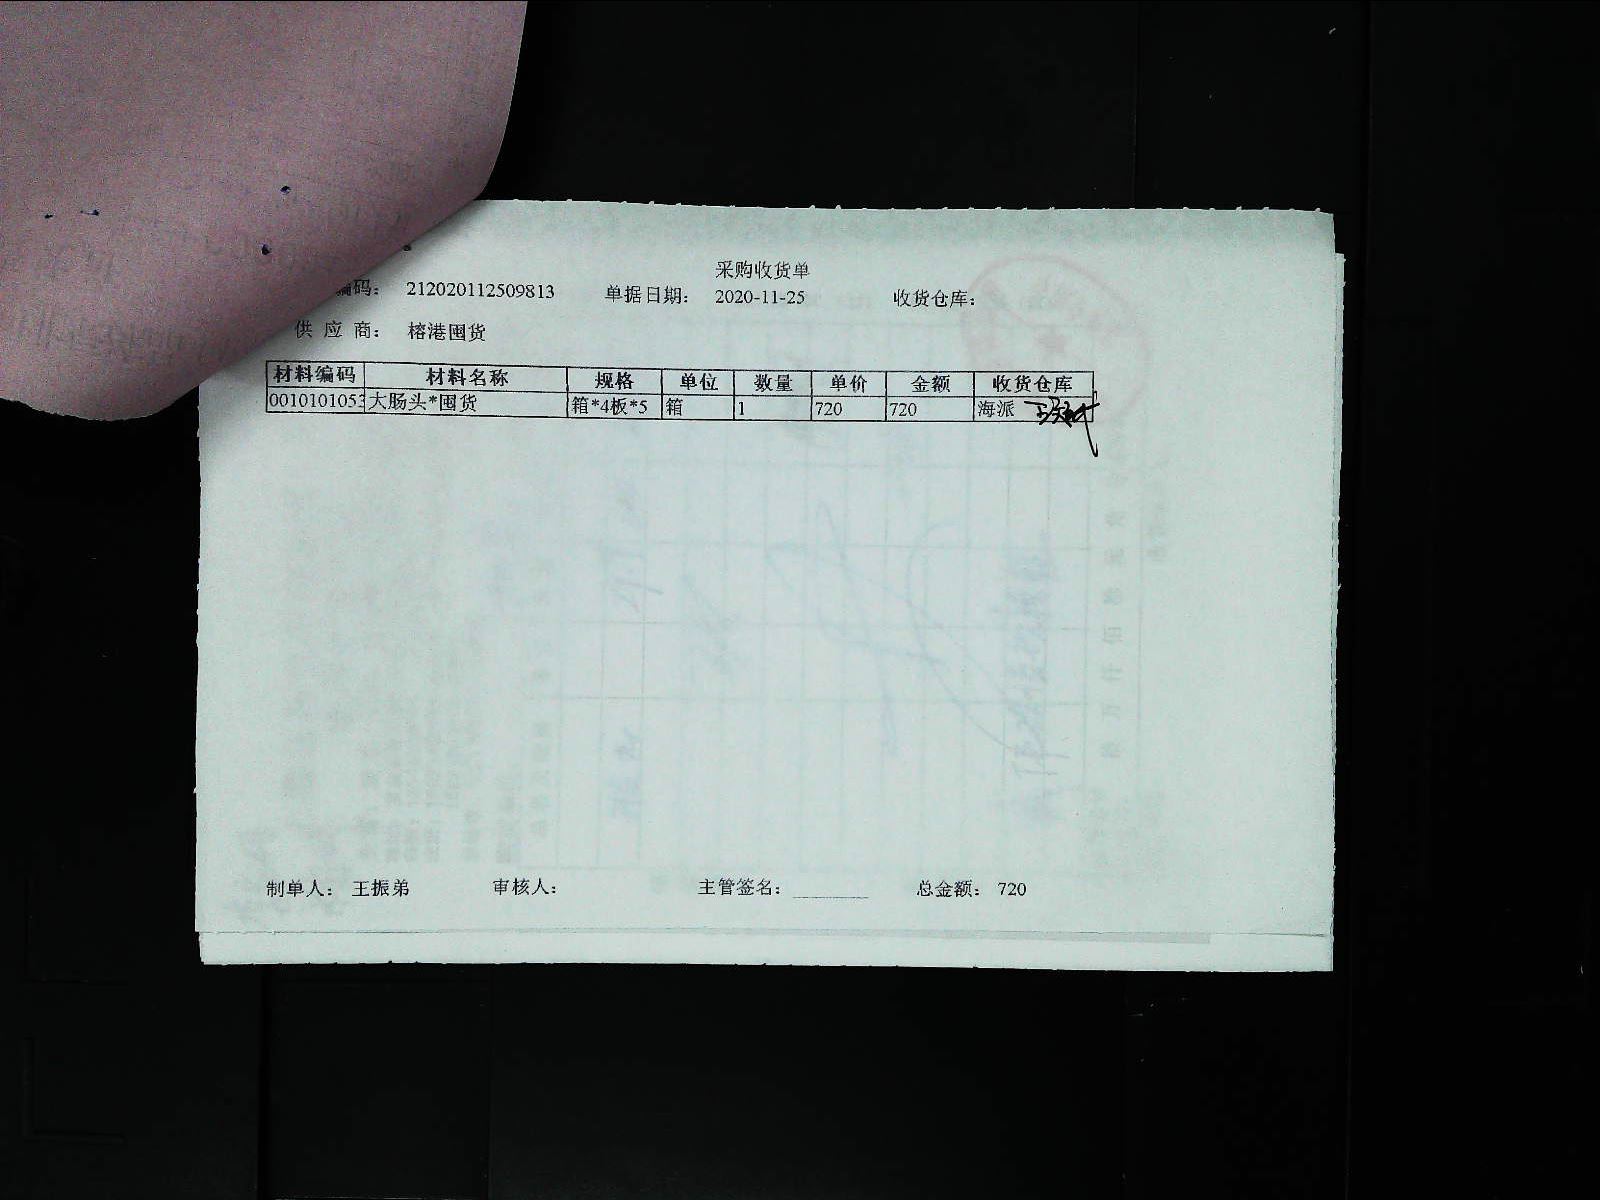 采购收货单
编码： 212020112509813 单据日期： 2020-11-25 收货仓库：
供 应 商： 榕港囤货
材料编码 材料名称 规格 单位 数量 单价 金额 收货仓库
0010101053 大肠头*囤货 箱*4板*5 箱 1 720 720 海派
制单人： 王振弟 审核人： 主管签名： 总金额： 720